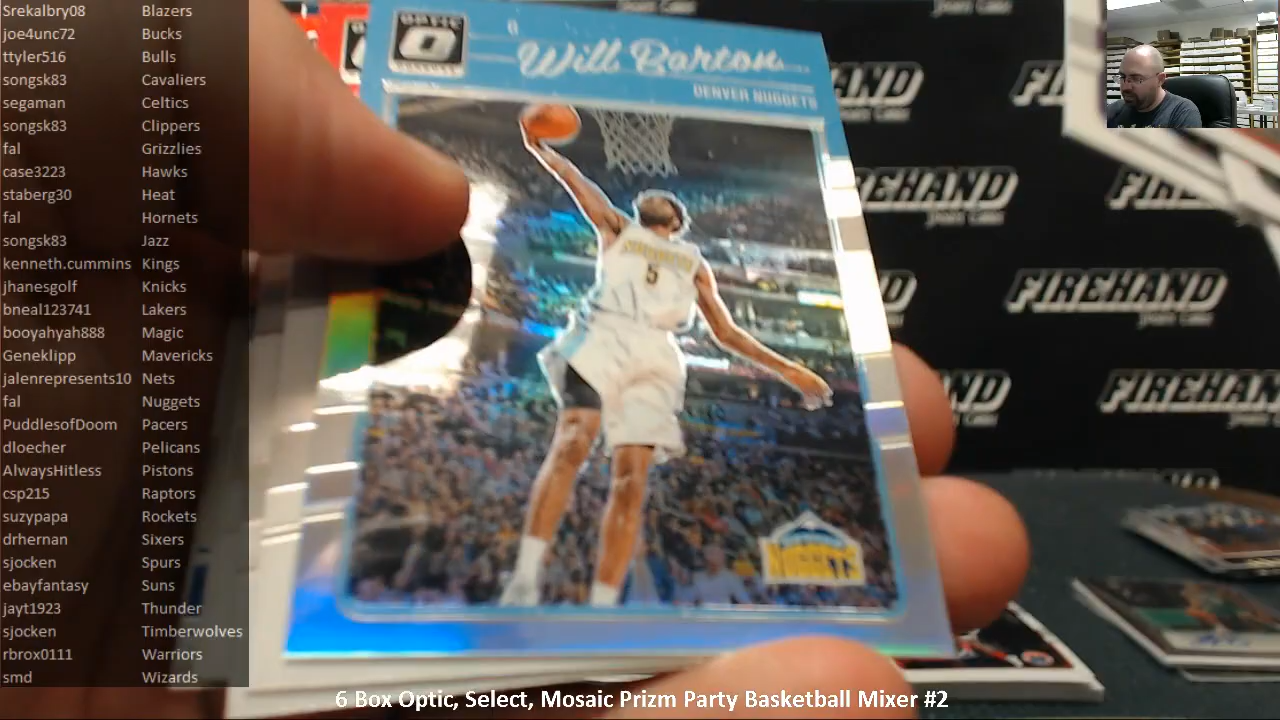 Srekalbry08 Blazers
joe4unc72 Bucks
ttyler516 Bulls
songsk83 Cavaliers
segaman Celtics
songsk83 Clippers
fal Grizzlies
case3223 Hawks
staberg30 Heat
fal Hornets
songsk83 Jazz
kenneth.cummins Kings
jhanesgolf Knicks
bneal123741 Lakers
booyahyah888 Magic
Geneklipp Mavericks
jalenrepresents10 Nets
fal Nuggets
PuddlesofDoom Pacers
dloecher Pelicans
AlwaysHitless Pistons
csp215 Raptors
suzypapa Rockets
drhernan Sixers
sjocken Spurs
ebayfantasy Suns
jayt1923 Thunder
sjocken Timberwolves
rbrox0111 Warriors
smd Wizards
OPTIC
Will Barton
DENVER NUGGETS
5
NUGGETS
FIREHAND
FIREHAND
FIREHAND
FIREHAND
6 Box Optic, Select, Mosaic Prizm Party Basketball Mixer #2